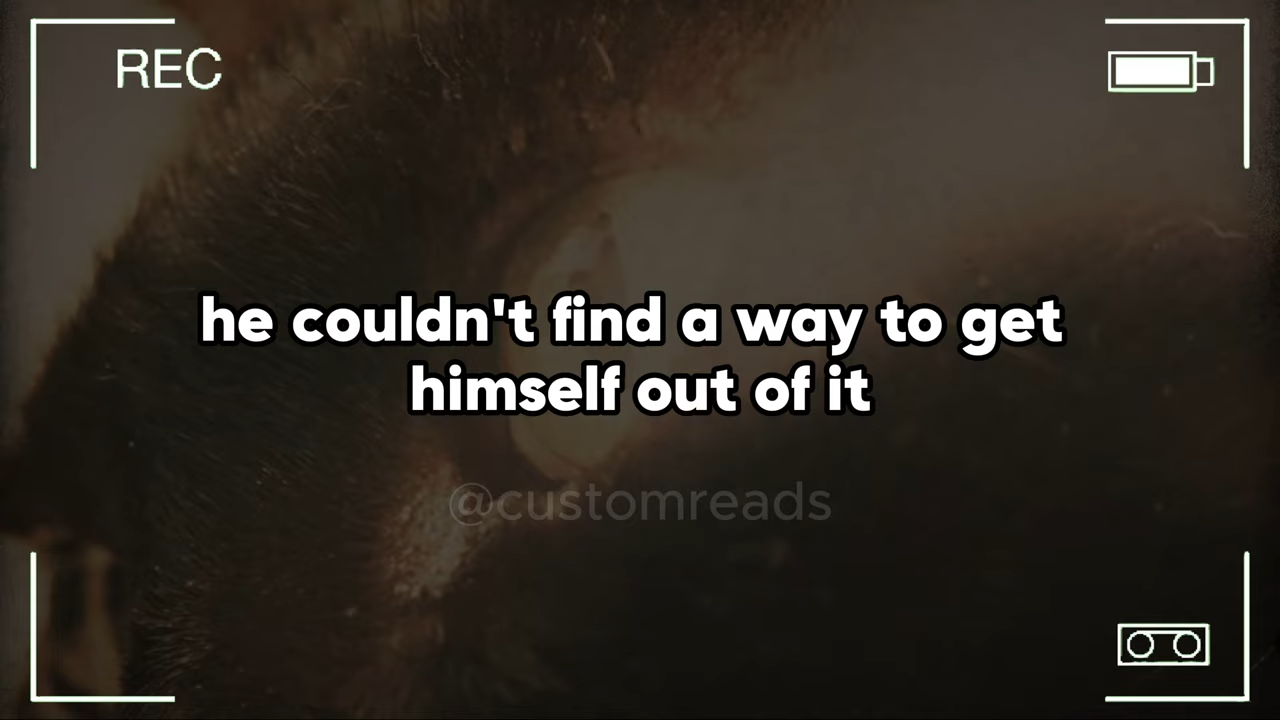 REC
he couldn't find a way to get
himself out of it
@customreads